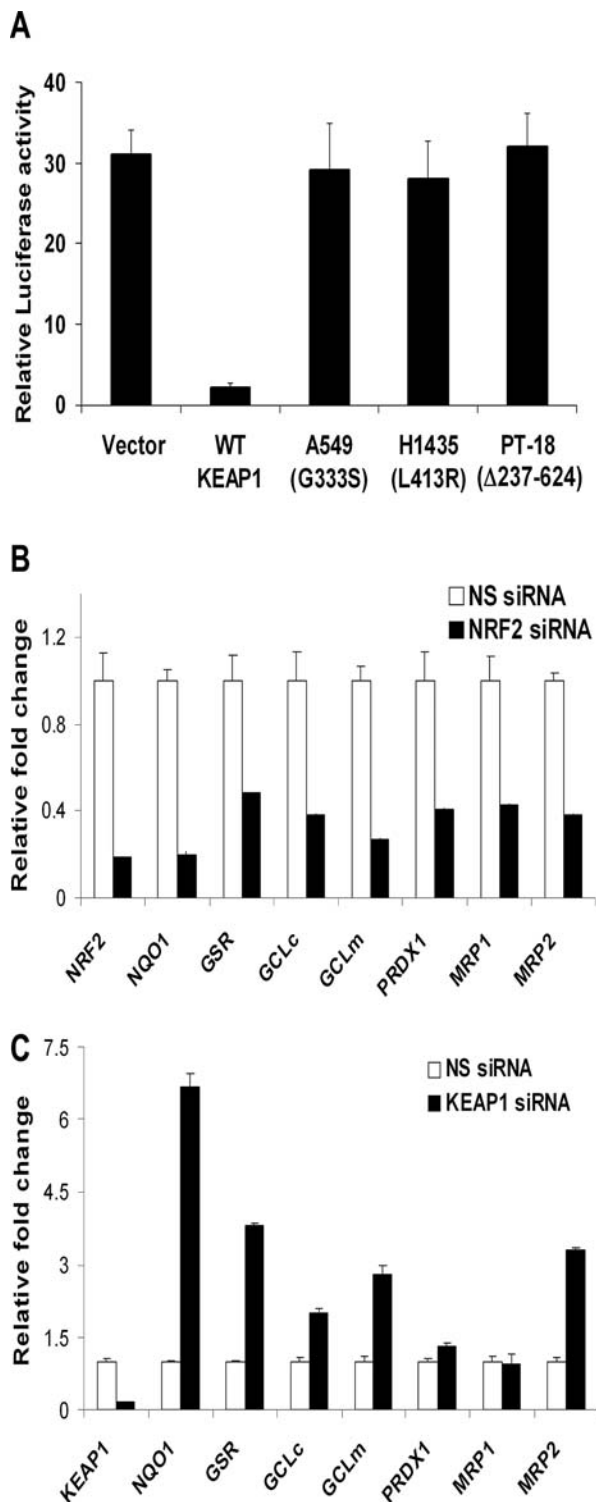 A
Relative Luciferase activity
40
30
20
10
0
Vector
WT
KEAP1
A549
(G333S)
H1435
(L413R)
PT-18
(Δ237-624)
B
NS siRNA
NRF2 siRNA
Relative fold change
1.2
0.8
0.4
0
NRF2
NQO1
GSR
GCLc
GCLm
PRDX1
MRP1
MRP2
C
NS siRNA
KEAP1 siRNA
Relative fold change
7.5
6
4.5
3
1.5
0
KEAP1
NQO1
GSR
GCLc
GCLm
PRDX1
MRP1
MRP2